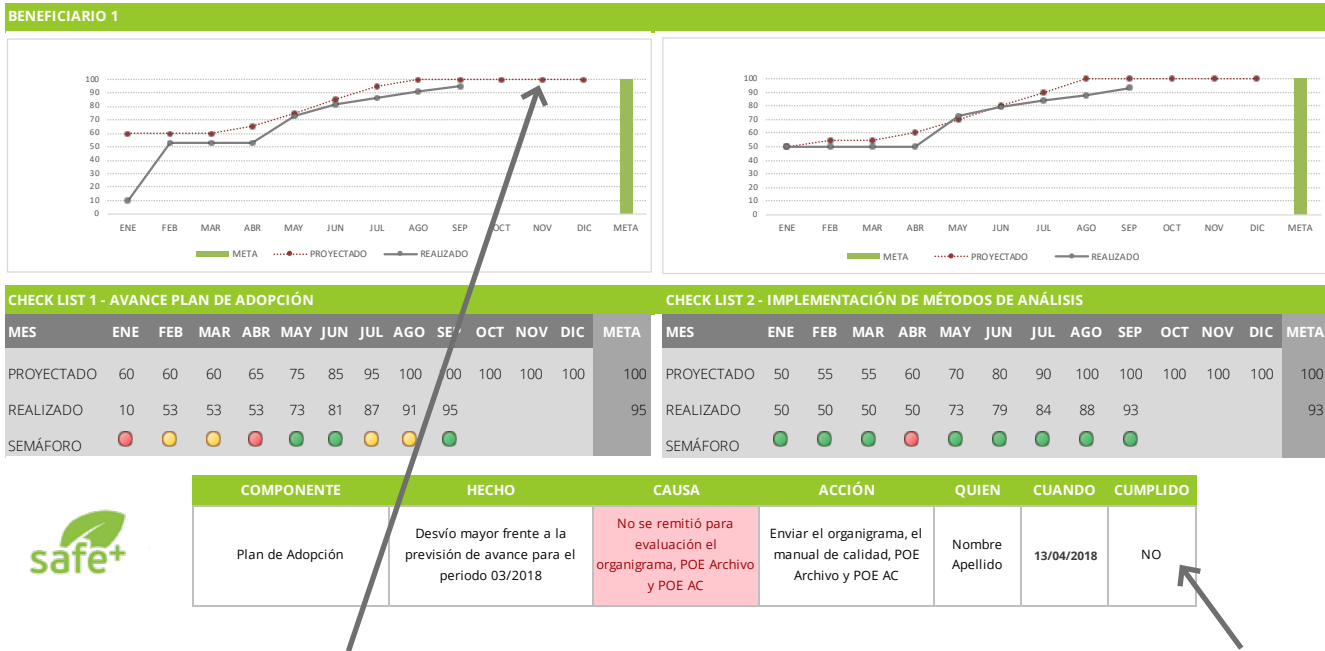 BENEFICIARIO 1
100
90
80
70
60
50
40
30
20
10
0
ENE FEB MAR ABR MAY JUN JUL AGO SEP OCT NOV DIC META
META PROYECTADO REALIZADO
100
90
80
70
60
50
40
30
20
10
0
ENE FEB MAR ABR MAY JUN JUL AGO SEP OCT NOV DIC META
META PROYECTADO REALIZADO
CHECK LIST 1 - AVANCE PLAN DE ADOPCIÓN
MES ENE FEB MAR ABR MAY JUN JUL AGO SEP OCT NOV DIC META
PROYECTADO 60 60 60 65 75 85 95 100 100 100 100 100 100
REALIZADO 10 53 53 53 73 81 87 91 95 95
SEMÁFORO
CHECK LIST 2 - IMPLEMENTACIÓN DE MÉTODOS DE ANÁLISIS
MES ENE FEB MAR ABR MAY JUN JUL AGO SEP OCT NOV DIC META
PROYECTADO 50 55 55 60 70 80 90 100 100 100 100 100 100
REALIZADO 50 50 50 50 73 79 84 88 93 93
SEMÁFORO
safe+
COMPONENTE HECHO CAUSA ACCIÓN QUIEN CUANDO CUMPLIDO
Plan de Adopción
Desvío mayor frente a la
previsión de avance para el
periodo 03/2018
No se remitió para
evaluación el
organigrama, POE Archivo
y POE AC
Enviar el organigrama, el
manual de calidad, POE
Archivo y POE AC
Nombre
Apellido
13/04/2018
NO